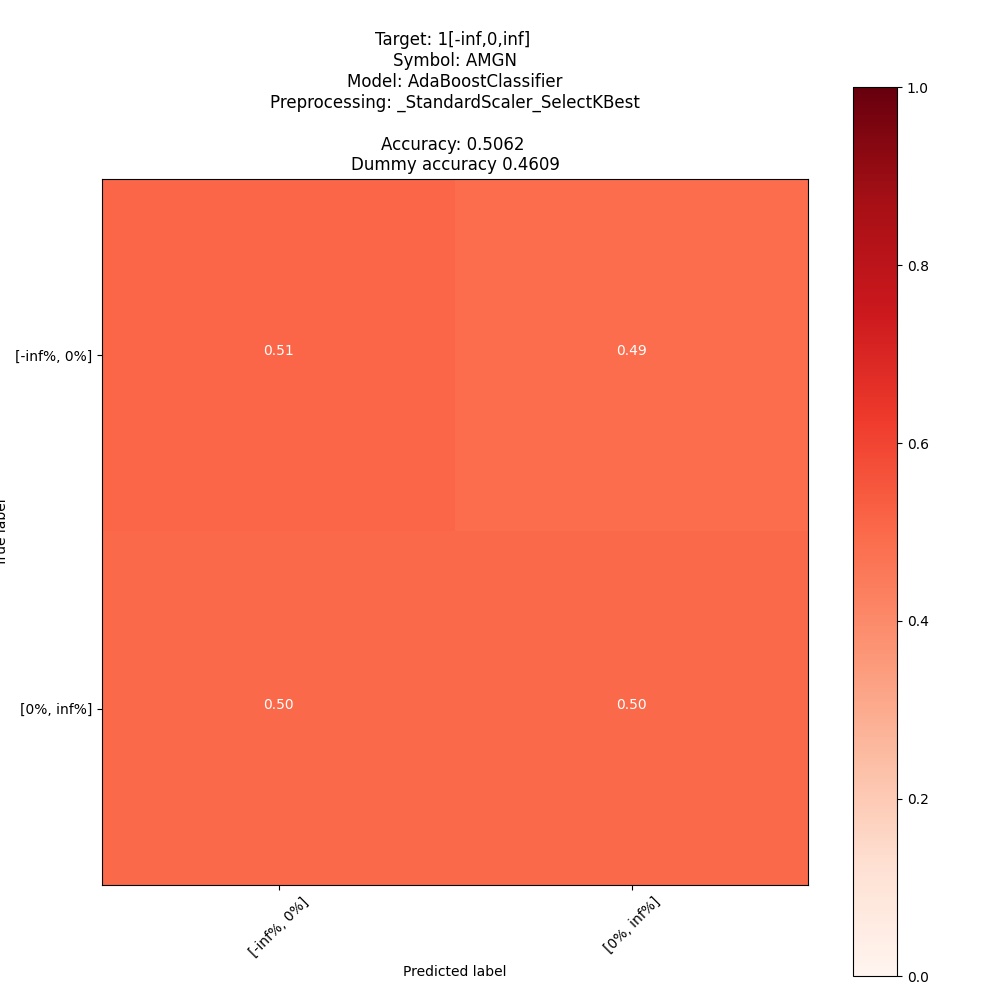 Target: 1[-inf,0,inf]
Symbol: AMGN
Model: AdaBoostClassifier
Preprocessing: _StandardScaler_SelectKBest
Accuracy: 0.5062
Dummy accuracy 0.4609
1.0
0.8
0.6
0.4
0.2
0.0
[-inf%, 0%]
0.51
0.49
label
[0%, inf%]
0.50
0.50
[-inf%, 0%]
[0%, inf%]
Predicted label